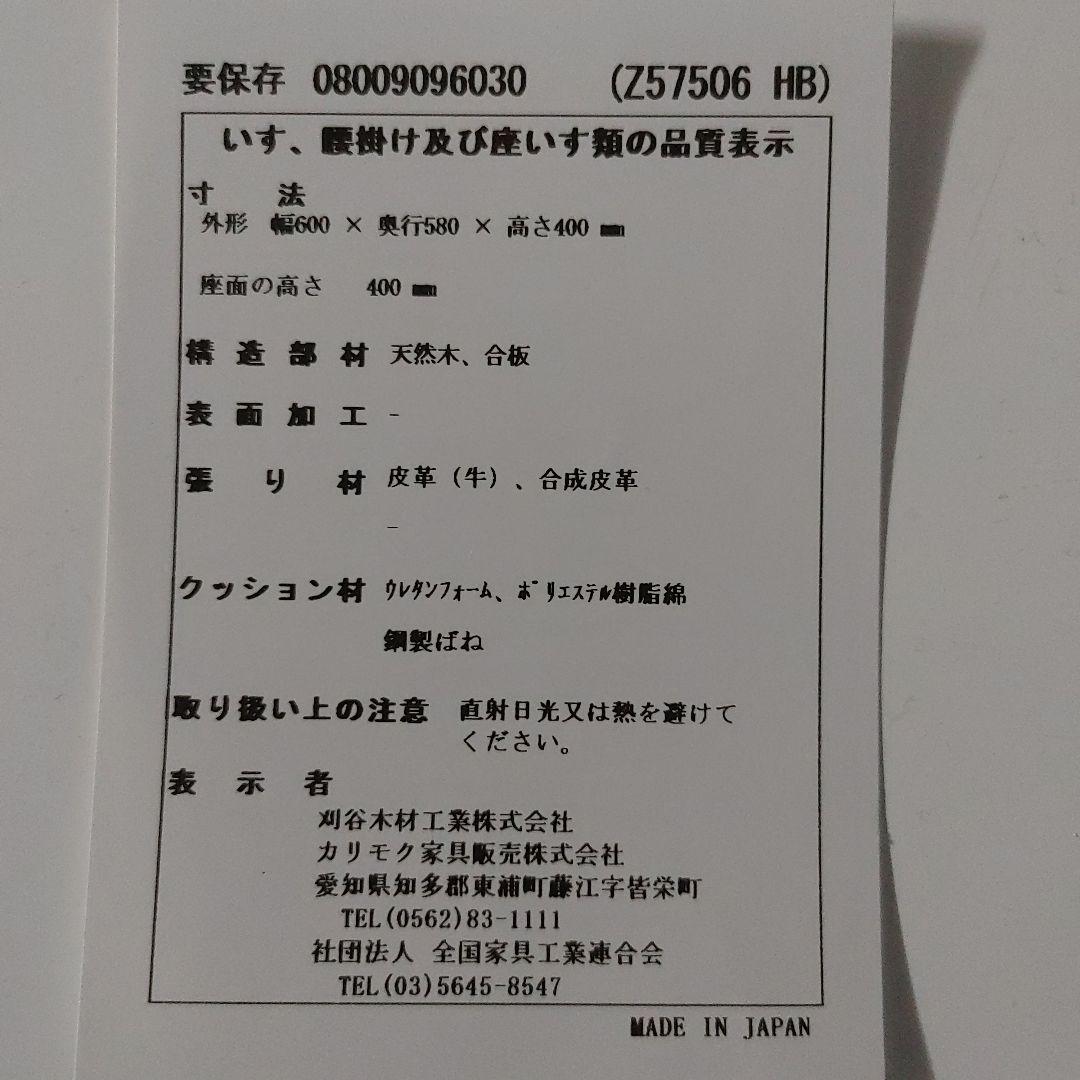 要保存 08009096030 (Z57506 HB)
いす、腰掛け及び座いす類の品質表示
寸 法
外形 幅600 × 奥行580 × 高さ400 mm
座面の高さ 400 mm
構造部材 天然木、合板
表面加工 -
張り材 皮革（牛）、合成皮革
-
クッション材 ｳﾚﾀﾝﾌｫｰﾑ、ﾎﾟﾘｴｽﾃﾙ樹脂綿
鋼製ばね
取り扱い上の注意 直射日光又は熱を避けて
ください。
表示者
刈谷木材工業株式会社
カリモク家具販売株式会社
愛知県知多郡東浦町藤江字皆栄町
TEL(0562)83-1111
社団法人 全国家具工業連合会
TEL(03)5645-8547
MADE IN JAPAN